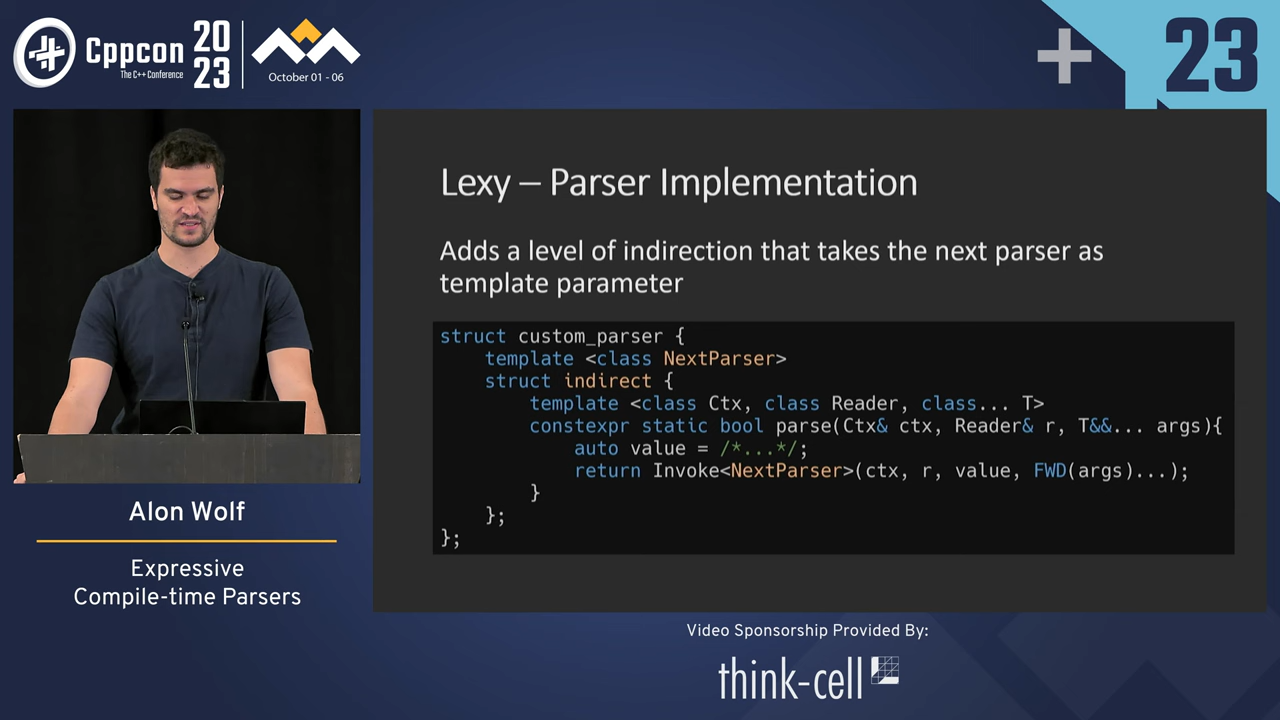 Cppcon
The C++ Conference
20
23
October 01 - 06
23
Lexy – Parser Implementation
Adds a level of indirection that takes the next parser as
template parameter
struct custom_parser {
    template <class NextParser>
    struct indirect {
        template <class Ctx, class Reader, class... T>
        constexpr static bool parse(Ctx& ctx, Reader& r, T&&... args){
            auto value = /*...*/;
            return Invoke<NextParser>(ctx, r, value, FWD(args)...);
        }
    };
};
Alon Wolf
Expressive
Compile-time Parsers
Video Sponsorship Provided By:
think-cell